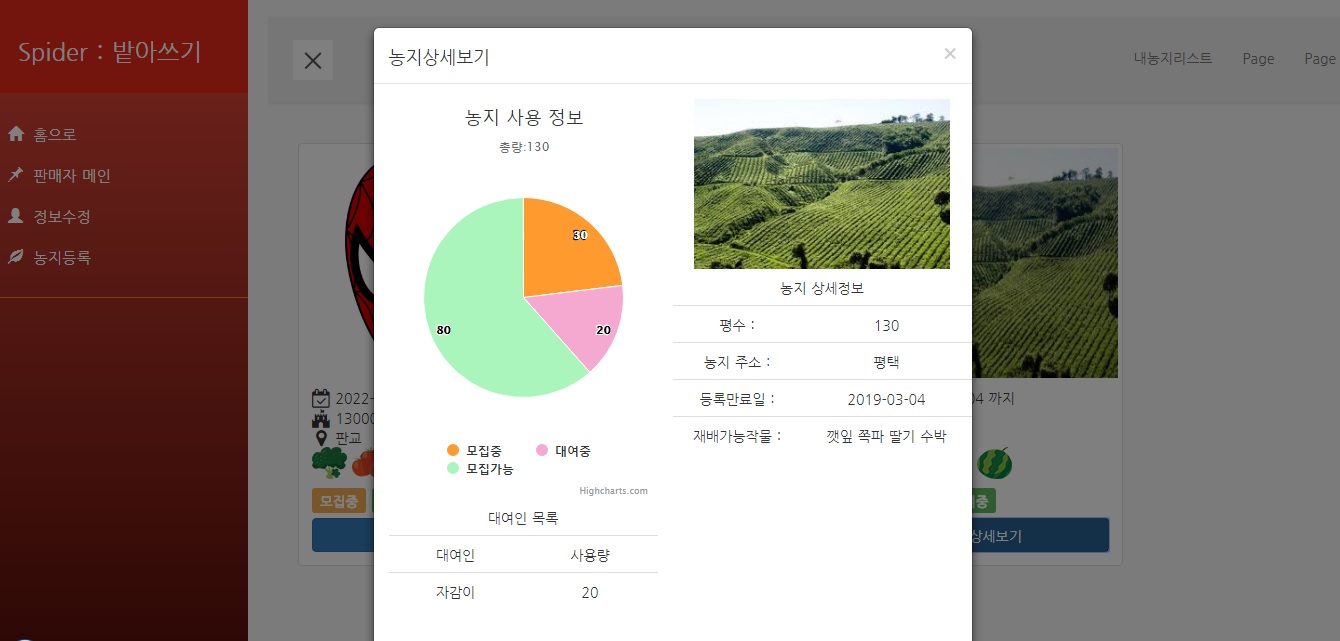 Spider : 받아쓰기
홈으로
판매자 메인
정보수정
농지등록
내농지리스트 Page Page
농지상세보기 ×
농지 사용 정보
총량:130
30
20
80
모집중 대여중
모집가능
Highcharts.com
대여인 목록
대여인 사용량
자감이 20
농지 상세정보
평수 : 130
농지 주소 : 평택
등록만료일 : 2019-03-04
재배가능작물 : 깻잎 쪽파 딸기 수박
2022-
13000
판교
모집중
04 까지
중
상세보기